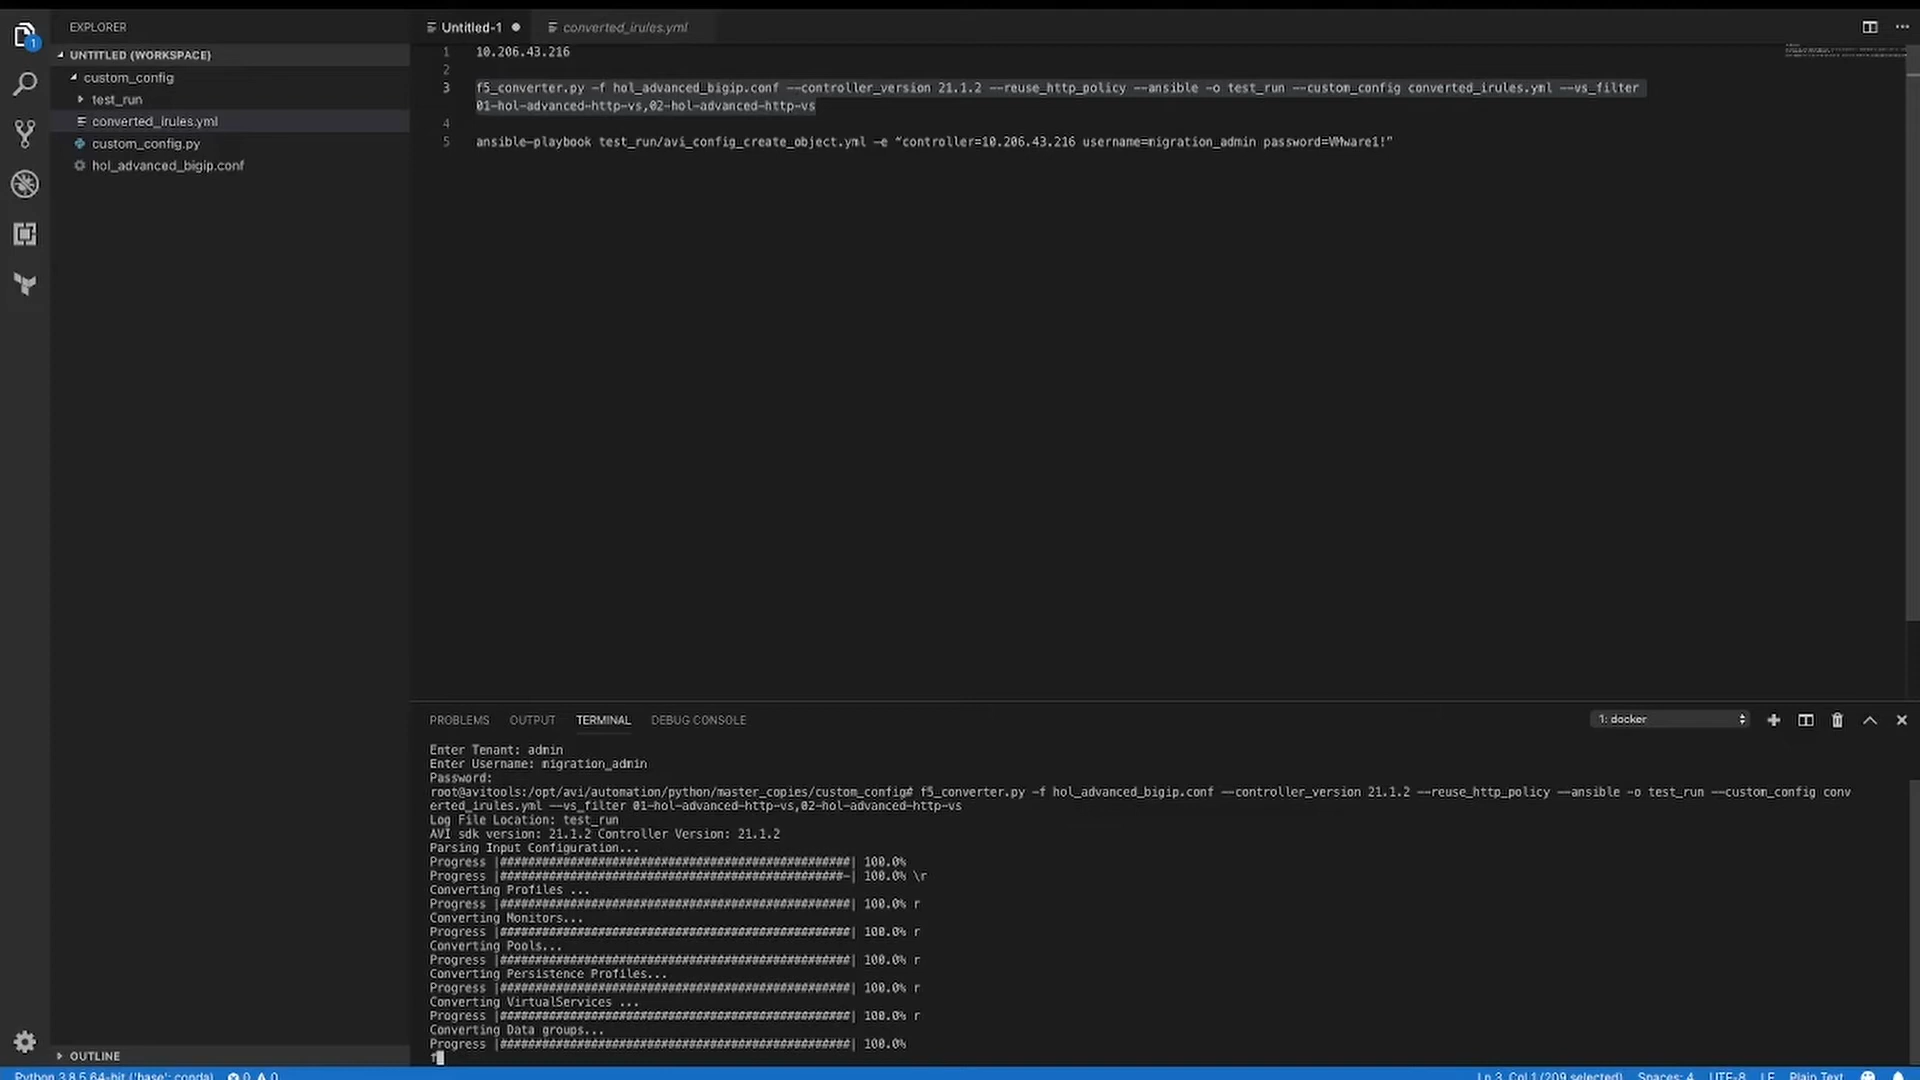 EXPLORER
UNTITLED (WORKSPACE)
custom_config
test_run
converted_irules.yml
custom_config.py
hol_advanced_bigip.conf
OUTLINE
1
Untitled-1
converted_irules.yml
1 10.206.43.216
2
3 f5_converter.py -f hol_advanced_bigip.conf --controller_version 21.1.2 --reuse_http_policy --ansible -o test_run --custom_config converted_irules.yml --vs_filter
01-hol-advanced-http-vs,02-hol-advanced-http-vs
4
5 ansible-playbook test_run/avi_config_create_object.yml -e “controller=10.206.43.216 username=migration_admin password=VMware1!”
PROBLEMS OUTPUT TERMINAL DEBUG CONSOLE
1: docker
Enter Tenant: admin
Enter Username: migration_admin
Password:
root@avitools:/opt/avi/automation/python/master_copies/custom_config# f5_converter.py -f hol_advanced_bigip.conf --controller_version 21.1.2 --reuse_http_policy --ansible -o test_run --custom_config conv
erted_irules.yml --vs_filter 01-hol-advanced-http-vs,02-hol-advanced-http-vs
Log File Location: test_run
AVI sdk version: 21.1.2 Controller Version: 21.1.2
Parsing Input Configuration...
Progress |##################################################| 100.0%
Progress |#################################################-| 100.0% \r
Converting Profiles ...
Progress |##################################################| 100.0% r
Converting Monitors...
Progress |##################################################| 100.0% r
Converting Pools...
Progress |##################################################| 100.0% r
Converting Persistence Profiles...
Progress |##################################################| 100.0% r
Converting VirtualServices ...
Progress |##################################################| 100.0% r
Converting Data groups...
Progress |##################################################| 100.0%
Python 3.8.5 64-bit ('base': conda) 0 0
Ln 3, Col 1 (209 selected) Spaces: 4 UTF-8 LF Plain Text